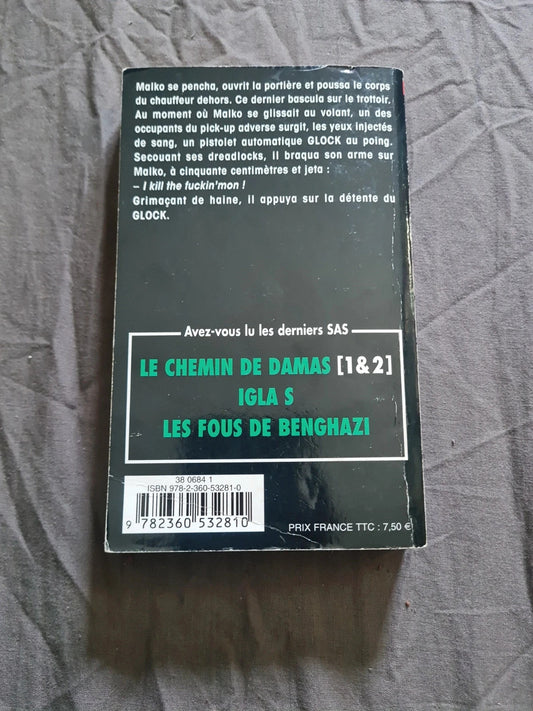 Malko se pencha, ouvrit la portière et poussa le corps
du chauffeur dehors. Ce dernier bascula sur le trottoir.
Au moment où Malko se glissait au volant, un des
occupants du pick-up adverse surgit, les yeux injectés
de sang, un pistolet automatique GLOCK au poing.
Secouant ses dreadlocks, il braqua son arme sur
Malko, à cinquante centimètres et jeta :
– I kill the fuckin'mon !
Grimaçant de haine, il appuya sur la détente du
GLOCK.
Avez-vous lu les derniers SAS
LE CHEMIN DE DAMAS [1&2]
IGLA S
LES FOUS DE BENGHAZI
38 0684 1
ISBN 978-2-360-53281-0
9 782360 532810
PRIX FRANCE TTC : 7,50 €